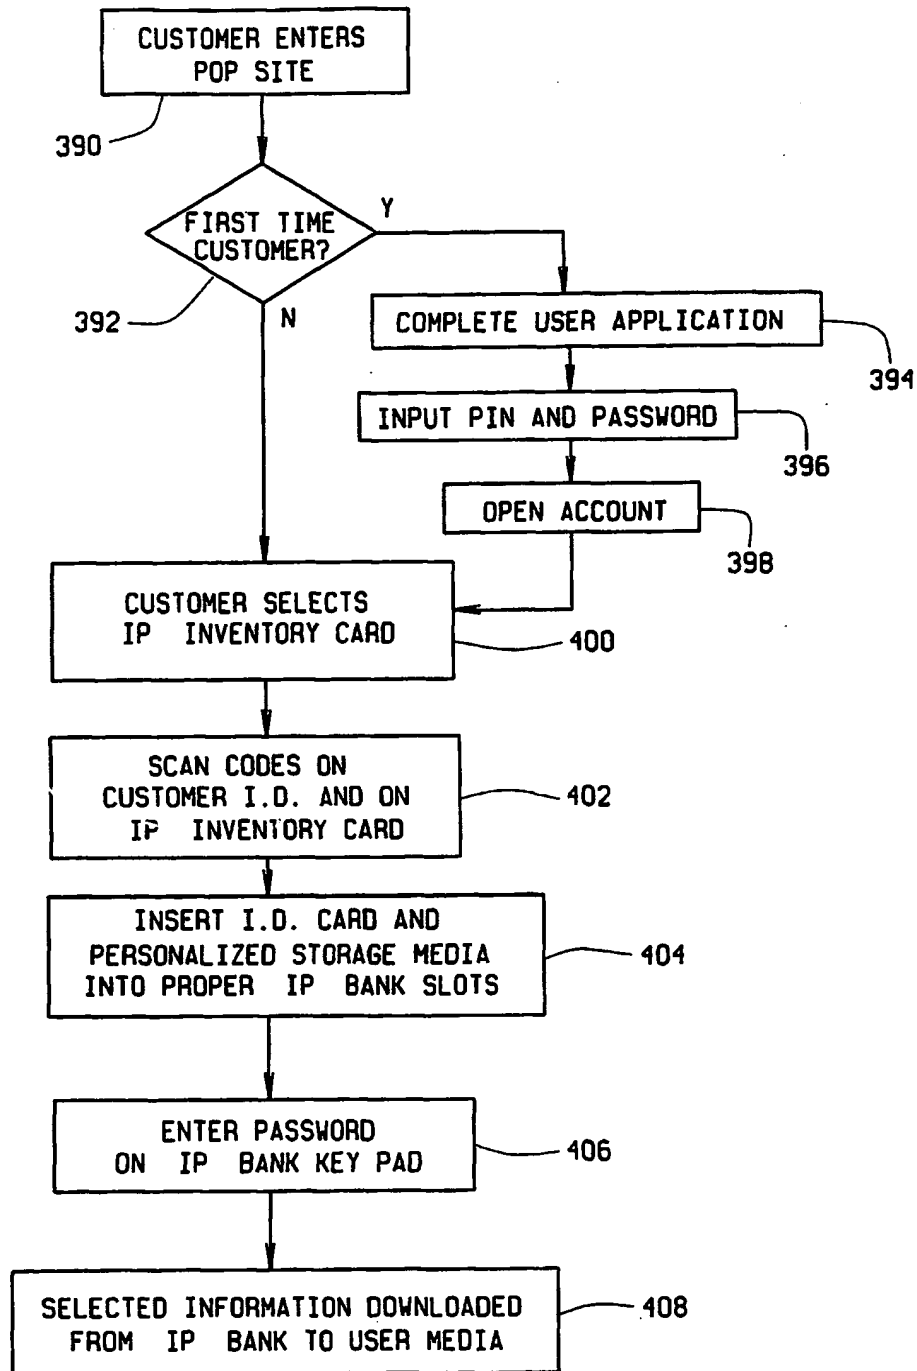 CUSTOMER ENTERS
POP SITE
390
FIRST TIME
CUSTOMER?
Y
392
N
COMPLETE USER APPLICATION
394
INPUT PIN AND PASSWORD
396
OPEN ACCOUNT
398
CUSTOMER SELECTS
IP INVENTORY CARD
400
SCAN CODES ON
CUSTOMER I.D. AND ON
IP INVENTORY CARD
402
INSERT I.D. CARD AND
PERSONALIZED STORAGE MEDIA
INTO PROPER IP BANK SLOTS
404
ENTER PASSWORD
ON IP BANK KEY PAD
406
SELECTED INFORMATION DOWNLOADED
FROM IP BANK TO USER MEDIA
408